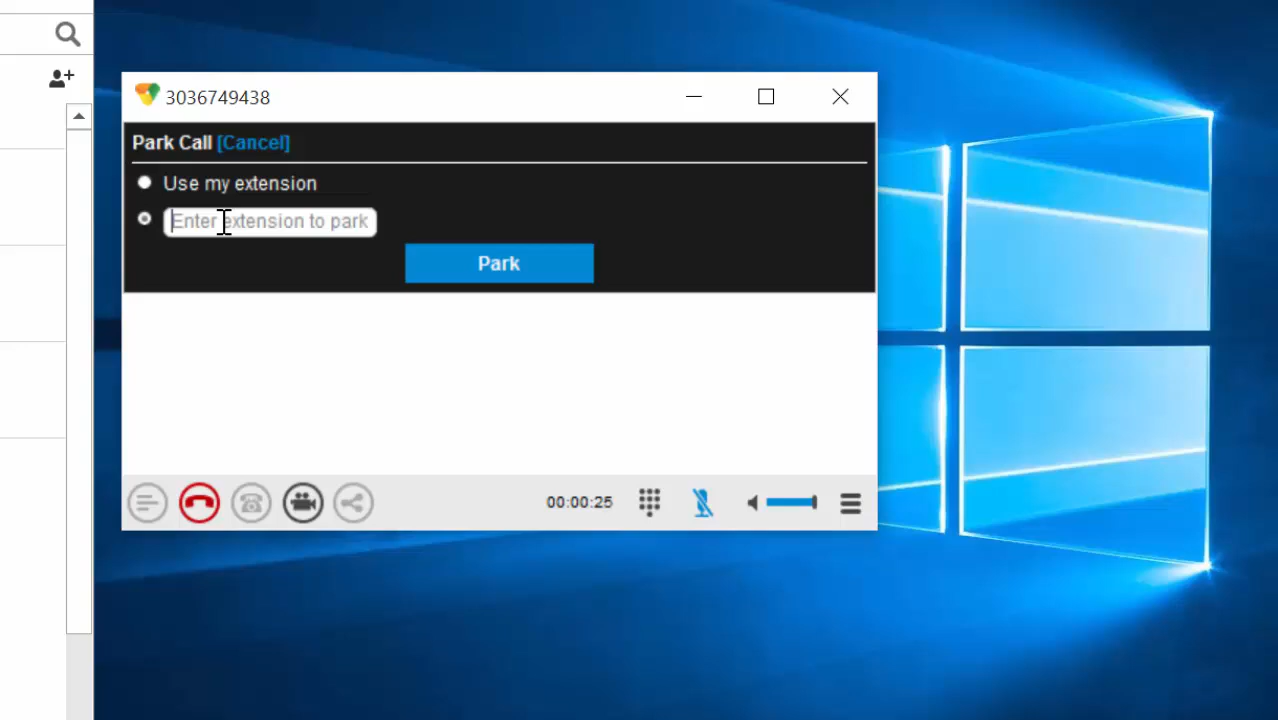 3036749438
Park Call [Cancel]
Use my extension
Enter extension to park
Park
00:00:25